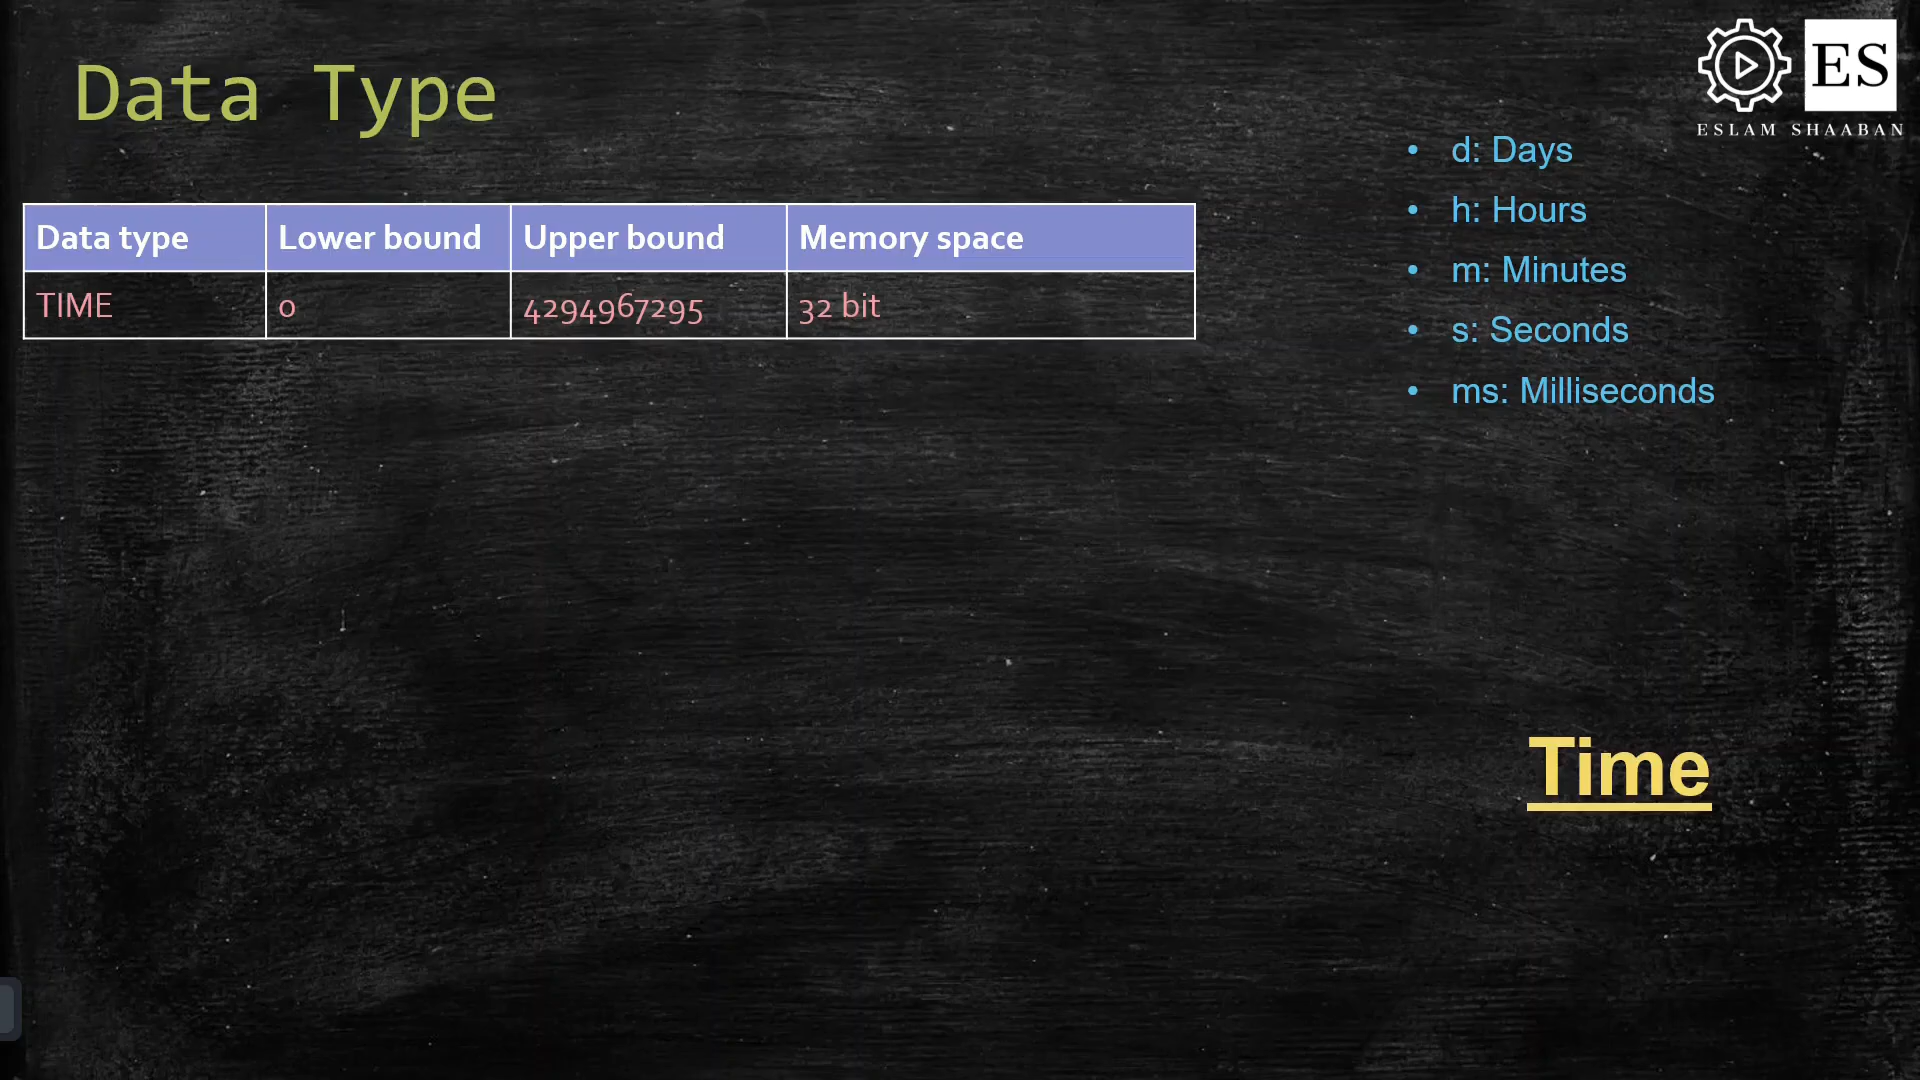 Data Type
ES
ESLAM SHAABAN
Data type Lower bound Upper bound Memory space
TIME 0 4294967295 32 bit
• d: Days
• h: Hours
• m: Minutes
• s: Seconds
• ms: Milliseconds
Time